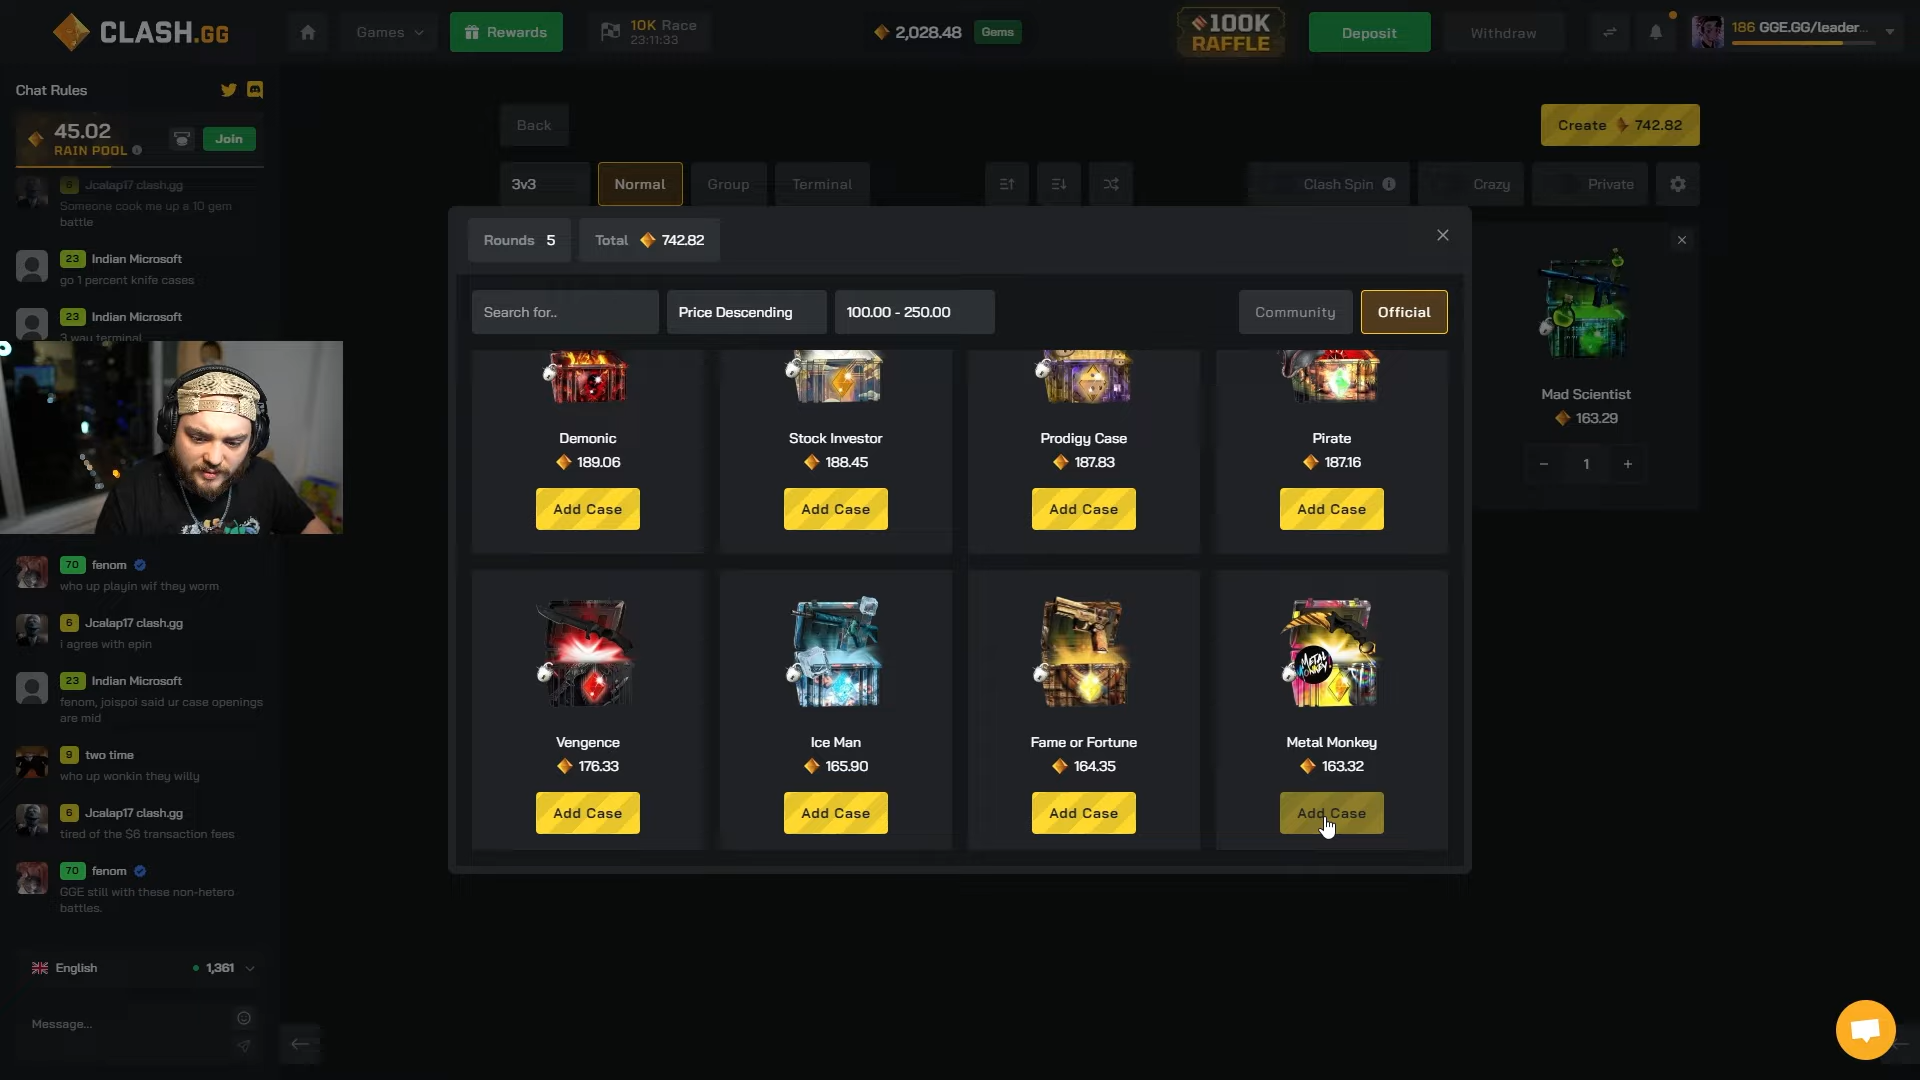 CLASH.GG
Games
Rewards
10K Race
23:11:33
2,028.48
Gems
100K
RAFFLE
Deposit
Withdraw
186 GGE.GG/leader...
Chat Rules
45.02
RAIN POOL
Join
Back
Create 742.82
3v3
Normal
Group
Terminal
Clash Spin
Crazy
Private
6 Jcalap17 clash.gg
Someone cook me up a 10 gem
battle
23 Indian Microsoft
go 1 percent knife cases
23 Indian Microsoft
3 way terminal
70 fenom
who up playin wif they worm
6 Jcalap17 clash.gg
I agree with epin
23 Indian Microsoft
fenom, joispoi said ur case openings
are mid
9 two time
who up wonkin they willy
6 Jcalap17 clash.gg
tired of the $6 transaction fees
70 fenom
GGE still with these non-hetero
battles.
English
1,361
Message...
Rounds 5
Total 742.82
Search for..
Price Descending
100.00 - 250.00
Community
Official
Demonic
189.06
Add Case
Stock Investor
188.45
Add Case
Prodigy Case
187.83
Add Case
Pirate
187.16
Add Case
Vengence
176.33
Add Case
Ice Man
165.90
Add Case
Fame or Fortune
164.35
Add Case
METAL
MONKEY
Metal Monkey
163.32
Add Case
Mad Scientist
163.29
- 1 +